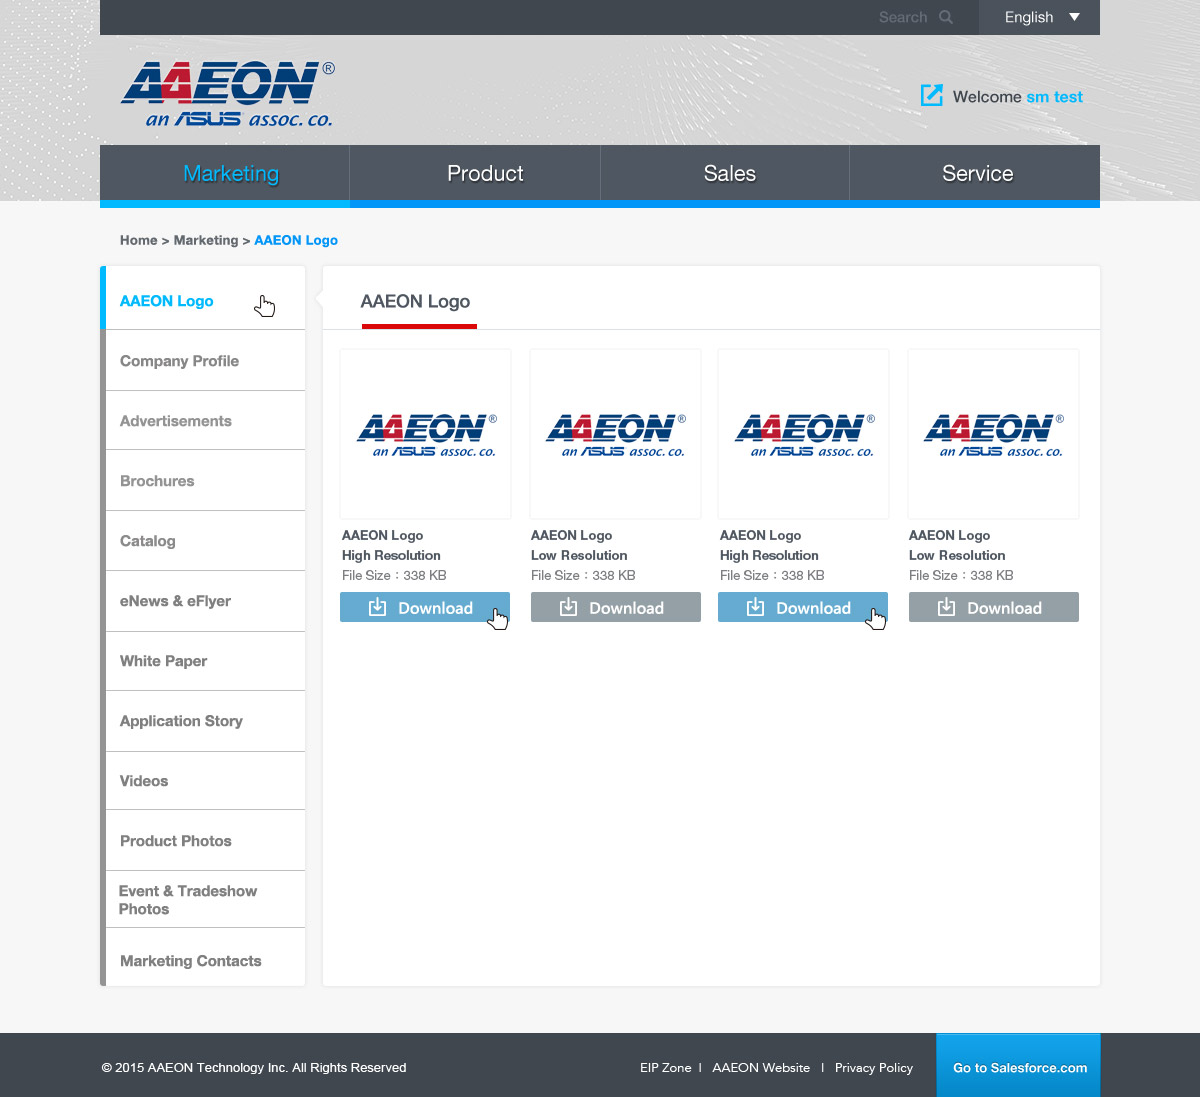 Search
English
AAEON®
an ASUS assoc. co.
Welcome sm test
Marketing
Product
Sales
Service
Home > Marketing > AAEON Logo
AAEON Logo
Company Profile
Advertisements
Brochures
Catalog
eNews & eFlyer
White Paper
Application Story
Videos
Product Photos
Event & Tradeshow
Photos
Marketing Contacts
AAEON Logo
AAEON®
an ASUS assoc. co.
AAEON Logo
High Resolution
File Size：338 KB
Download
AAEON®
an ASUS assoc. co.
AAEON Logo
Low Resolution
File Size：338 KB
Download
AAEON®
an ASUS assoc. co.
AAEON Logo
High Resolution
File Size：338 KB
Download
AAEON®
an ASUS assoc. co.
AAEON Logo
Low Resolution
File Size：338 KB
Download
© 2015 AAEON Technology Inc. All Rights Reserved
EIP Zone | AAEON Website | Privacy Policy
Go to Salesforce.com